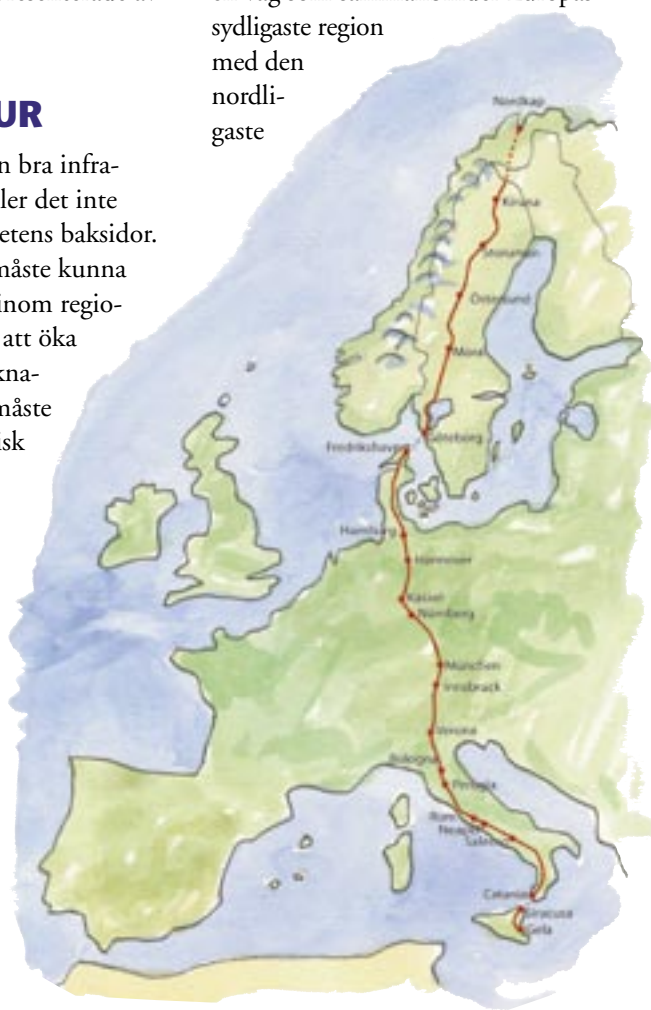 UR
n bra infra-
ler det inte
etens baksidor.
måste kunna
inom regio-
att öka
kna-
måste
isk
sydligaste region
med den
nordli-
gaste
Nordkap
Kiruna
Storuman
Östersund
Mora
Göteborg
Fredrikshavn
Hamburg
Hannover
Kassel
Nürnberg
München
Innsbruck
Verona
Bologna
Perugia
Rom
Neapel
Salerno
Catania
Siracusa
Gela